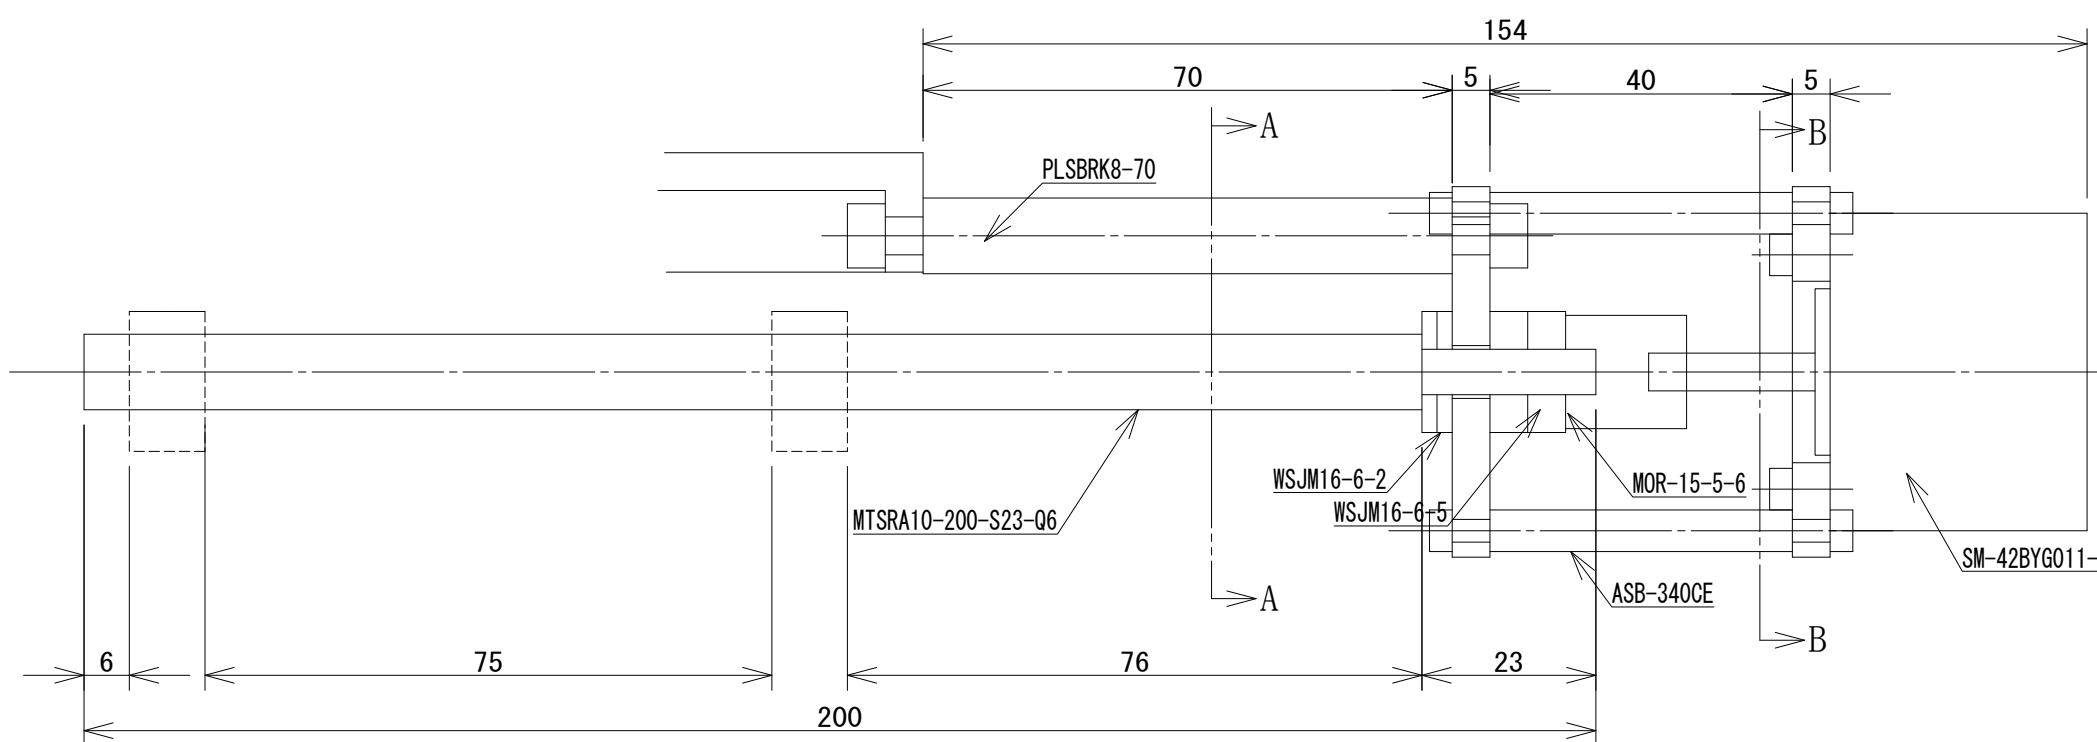 154
70
5
40
5
A
B
PLSBRK8-70
WSJM16-6-2
MOR-15-5-6
WSJM16-6-5
MTSRA10-200-S23-Q6
SM-42BYG011-
ASB-340CE
A
B
6
75
76
23
200